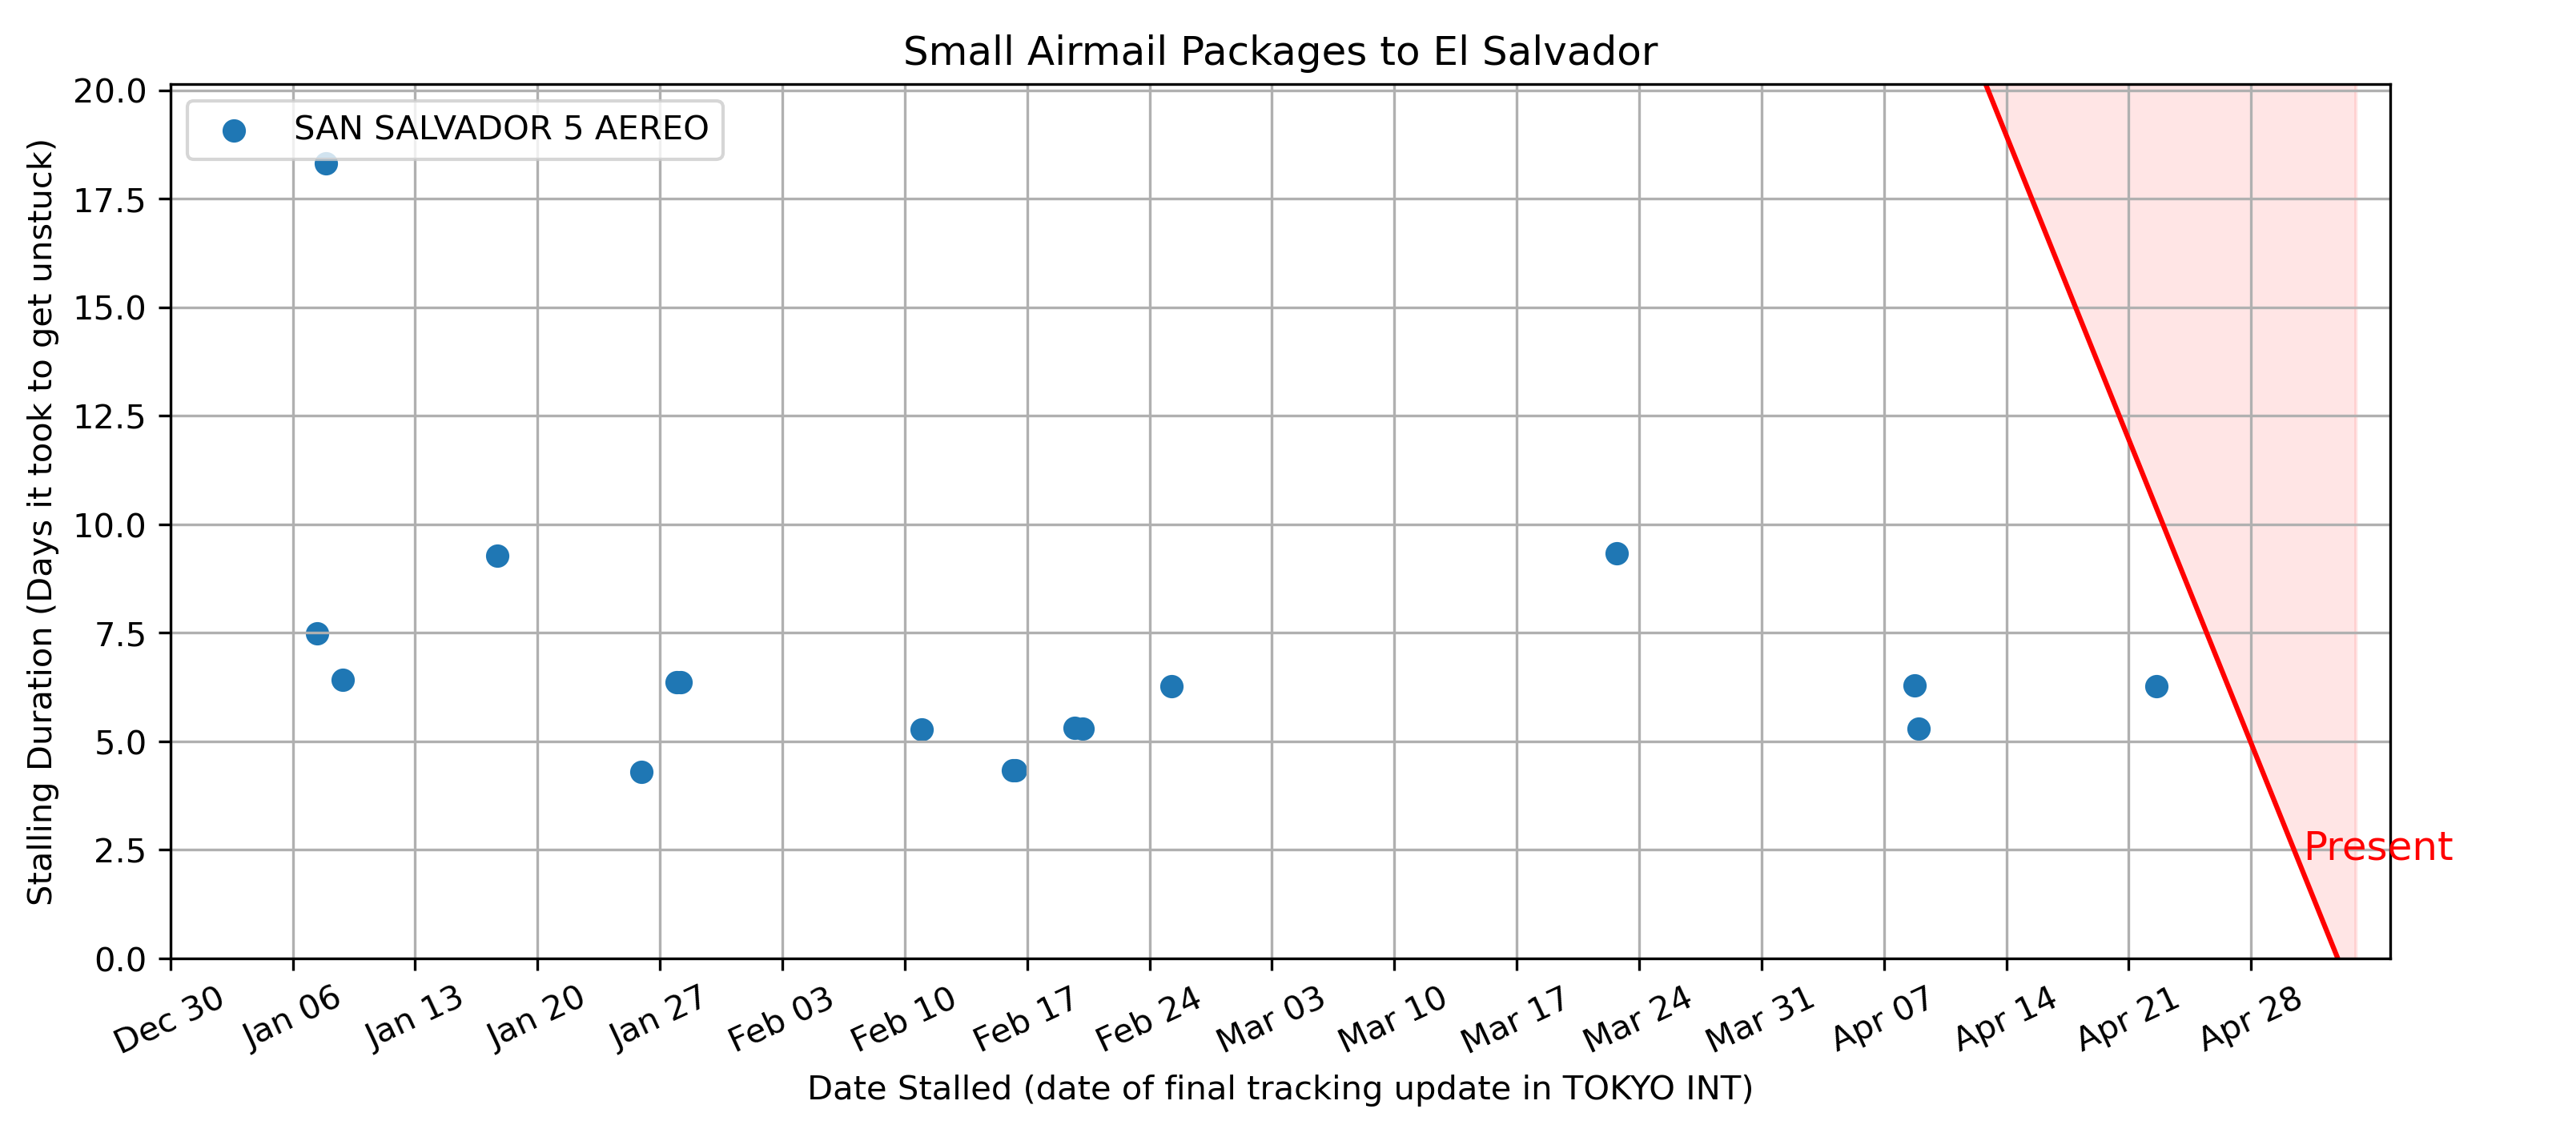 Small Airmail Packages to El Salvador
SAN SALVADOR 5 AEREO
Stalling Duration (Days it took to get unstuck)
20.0
17.5
15.0
12.5
10.0
7.5
5.0
2.5
0.0
Present
Dec 30
Jan 06
Jan 13
Jan 20
Jan 27
Feb 03
Feb 10
Feb 17
Feb 24
Mar 03
Mar 10
Mar 17
Mar 24
Mar 31
Apr 07
Apr 14
Apr 21
Apr 28
Date Stalled (date of final tracking update in TOKYO INT)